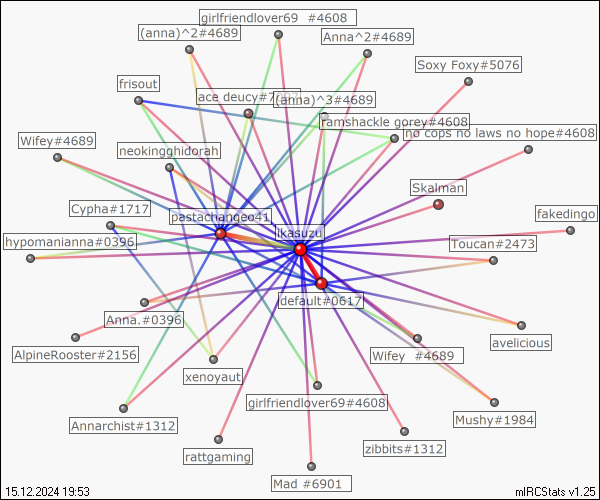 girlfriendlover69 #4608
(anna)^2#4689
Anna^2#4689
Soxy Foxy#5076
frisout
ace deucy#
(anna)^3#4689
ramshackle gorey#4608
no cops no laws no hope#4608
Wifey#4689
neokingghidorah
Skalman
Cypha#1717
pastachangeo41
fakedingo
ikasuzu
hypomanianna#0396
Toucan#2473
default#0617
Anna.#0396
avelicious
AlpineRooster#2156
Wifey #4689
xenoyaut
girlfriendlover69#4608
Annarchist#1312
Mushy#1984
zibbits#1312
rattgaming
Mad #6901
15.12.2024 19:53
mIRCStats v1.25